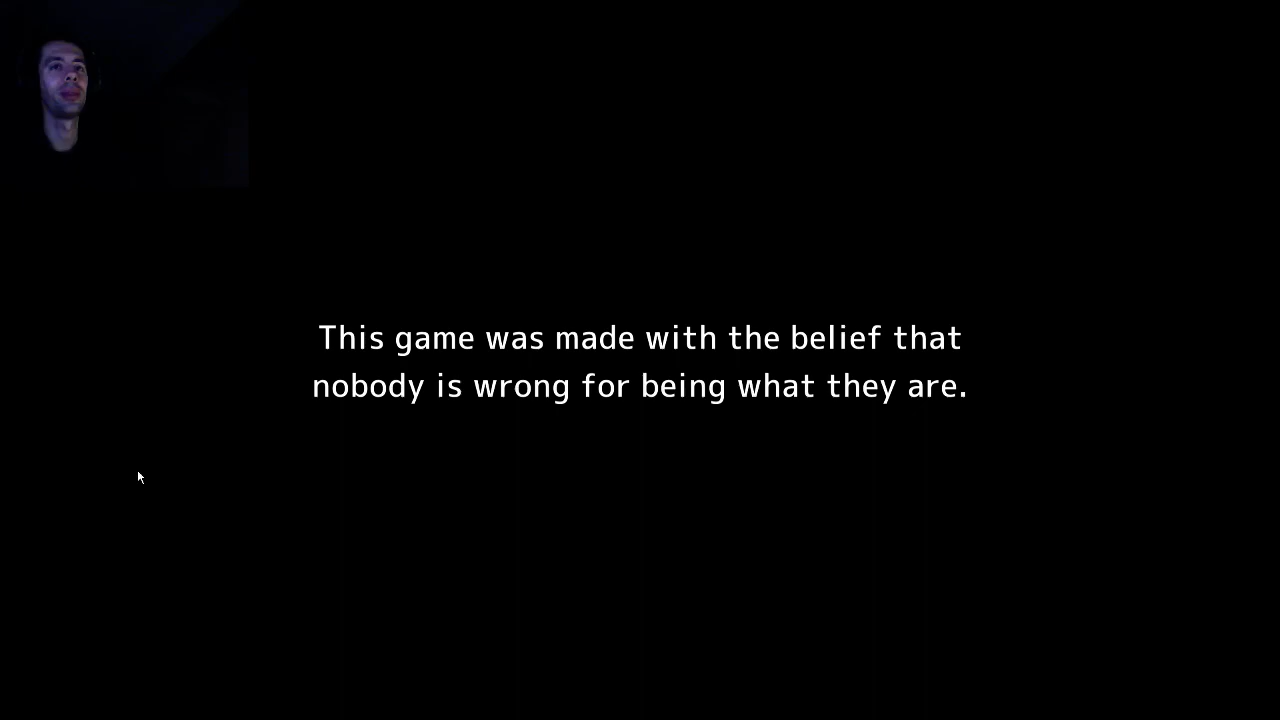 This game was made with the belief that
nobody is wrong for being what they are.